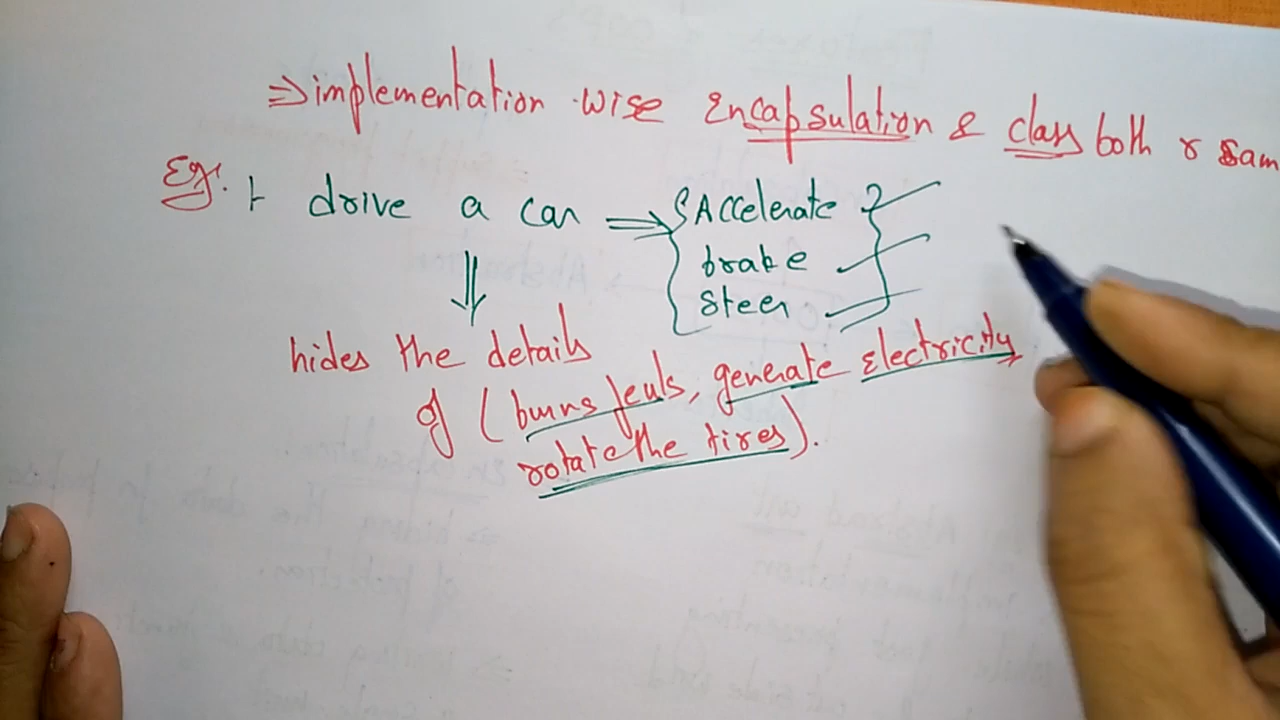 ⇒ implementation wise Encapsulation & class both r sam
Eg:- I drive a car ⇒ { Accelerate }
brake
Steer
hides the details
of (burns feuls, generate electricity
rotate the tires).